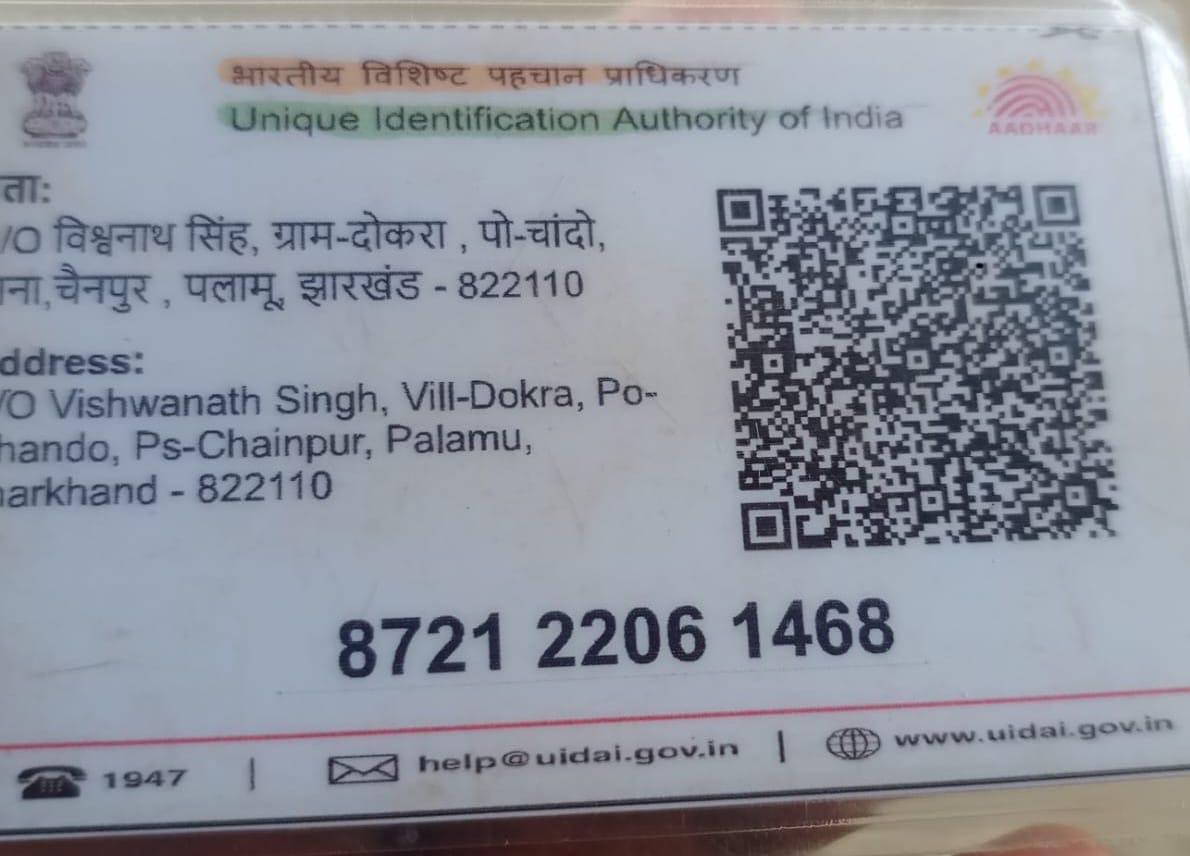 भारतीय विशिष्ट पहचान प्राधिकरण
Unique Identification Authority of India
AADHAAR
ता:
/O विश्वनाथ सिंह, ग्राम-दोकरा , पो-चांदो,
ना, चैनपुर , पलामू, झारखंड - 822110
ddress:
/O Vishwanath Singh, Vill-Dokra, Po-
hando, Ps-Chainpur, Palamu,
arkhand - 822110
8721 2206 1468
1947 | help@uidai.gov.in | www.uidai.gov.in